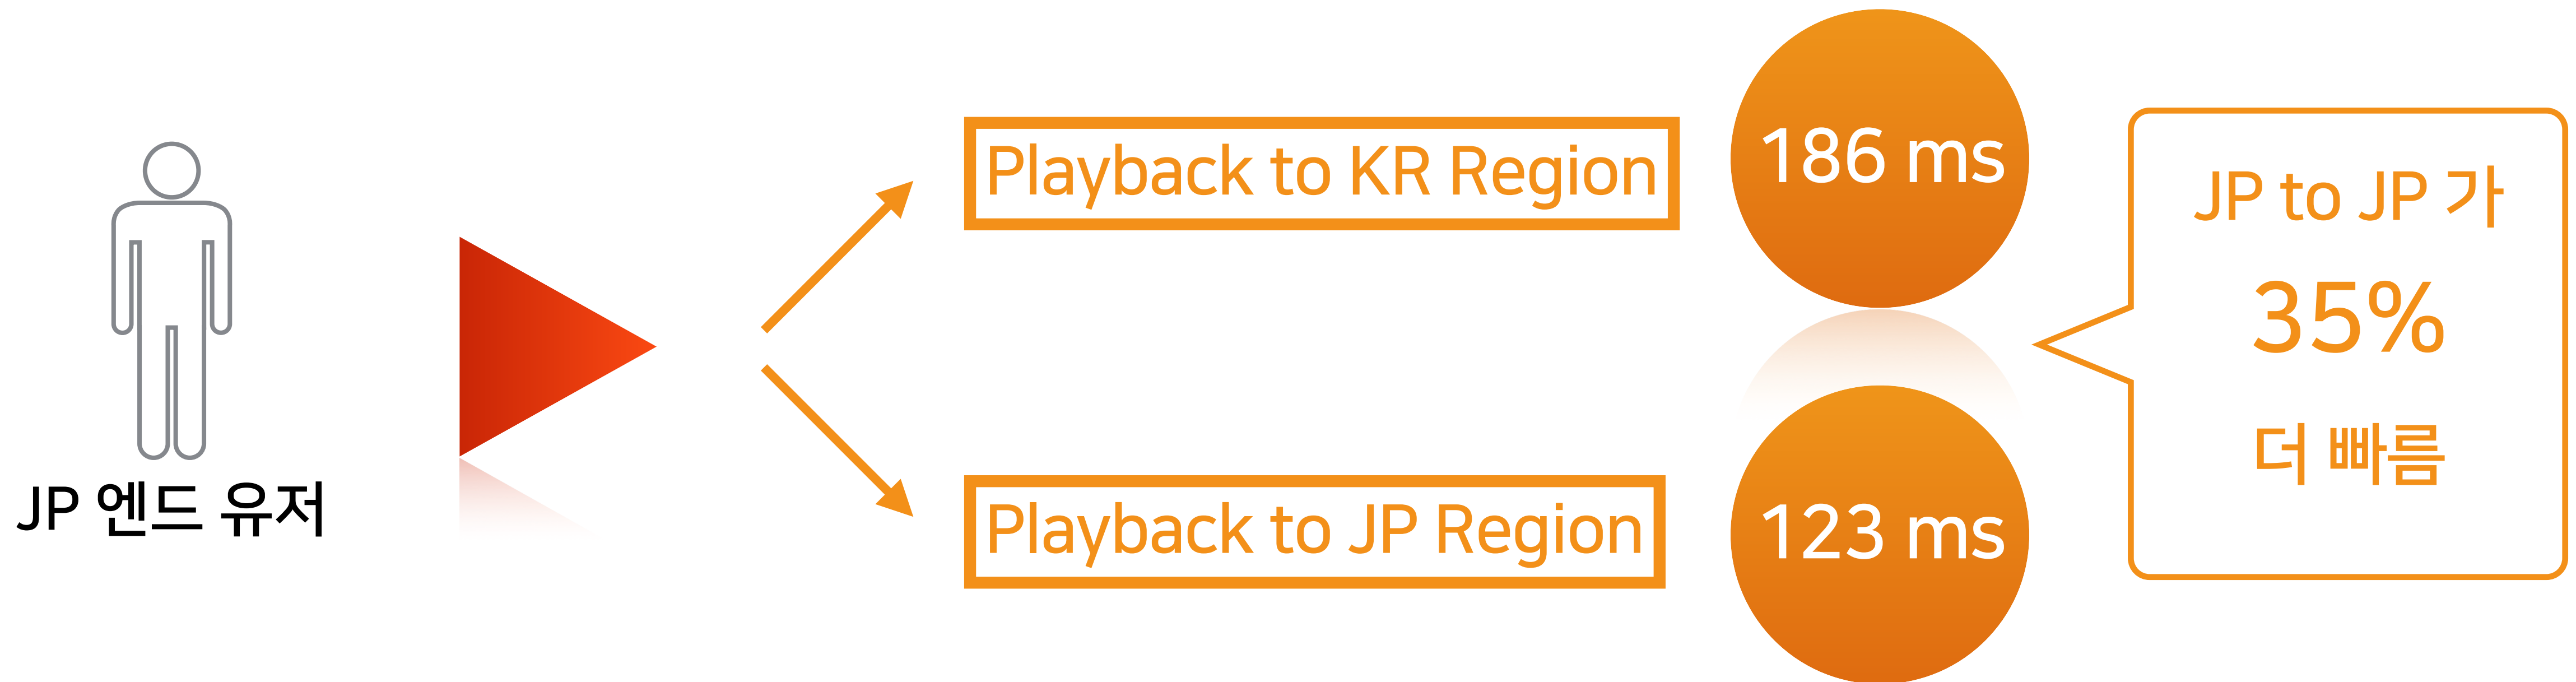 JP 엔드 유저
Playback to KR Region
186 ms
Playback to JP Region
123 ms
JP to JP 가
35%
더 빠름